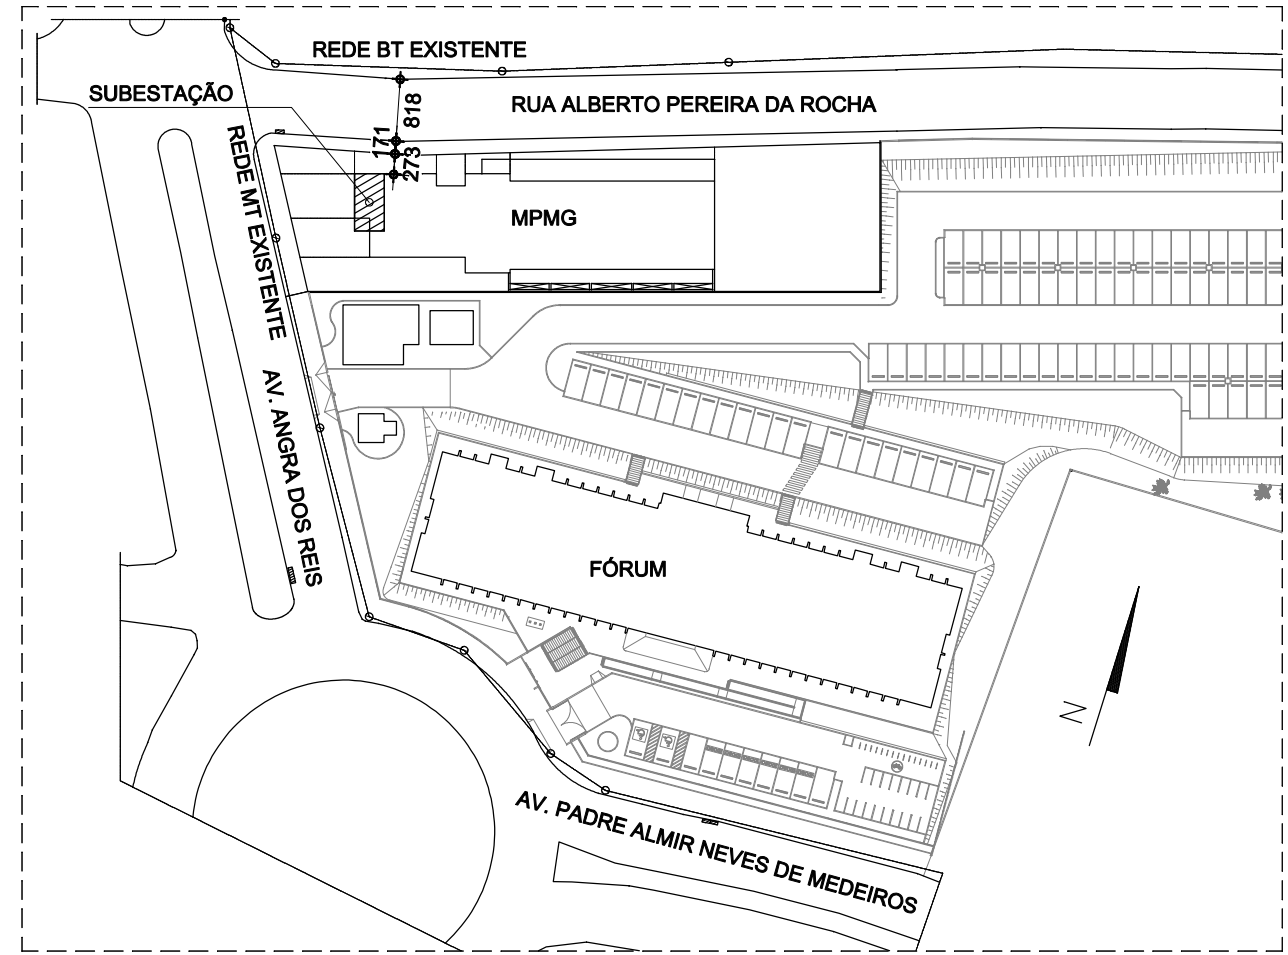 REDE BT EXISTENTE
SUBESTAÇÃO
RUA ALBERTO PEREIRA DA ROCHA
818
171
273
REDE MT EXISTENTE
MPMG
AV. ANGRA DOS REIS
FÓRUM
N
AV. PADRE ALMIR NEVES DE MEDEIROS